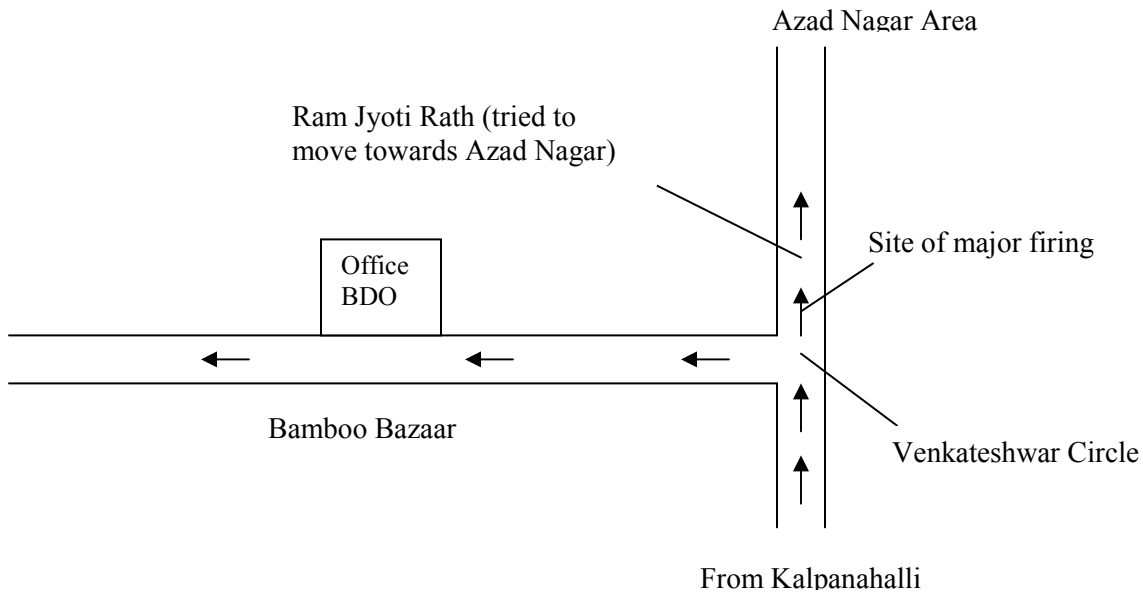 Azad Nagar Area
Ram Jyoti Rath (tried to
move towards Azad Nagar)
Site of major firing
Office
BDO
Bamboo Bazaar
Venkateshwar Circle
From Kalpanahalli